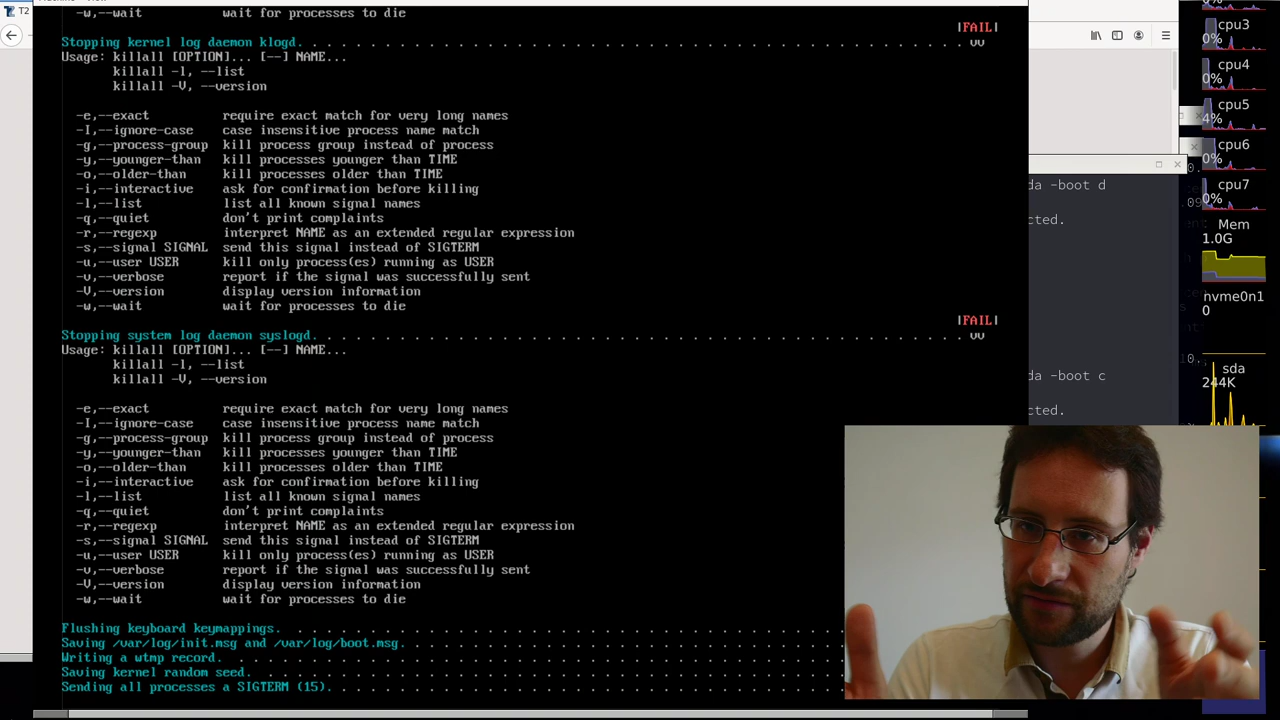 T2
-w,--wait wait for processes to die
|FAIL|
Stopping kernel log daemon klogd.
Usage: killall [OPTION]... [--] NAME...
killall -l, --list
killall -V, --version
-e,--exact require exact match for very long names
-I,--ignore-case case insensitive process name match
-g,--process-group kill process group instead of process
-y,--younger-than kill processes younger than TIME
-o,--older-than kill processes older than TIME
-i,--interactive ask for confirmation before killing
-l,--list list all known signal names
-q,--quiet don't print complaints
-r,--regexp interpret NAME as an extended regular expression
-s,--signal SIGNAL send this signal instead of SIGTERM
-u,--user USER kill only process(es) running as USER
-v,--verbose report if the signal was successfully sent
-V,--version display version information
-w,--wait wait for processes to die
|FAIL|
Stopping system log daemon syslogd.
Usage: killall [OPTION]... [--] NAME...
killall -l, --list
killall -V, --version
-e,--exact require exact match for very long names
-I,--ignore-case case insensitive process name match
-g,--process-group kill process group instead of process
-y,--younger-than kill processes younger than TIME
-o,--older-than kill processes older than TIME
-i,--interactive ask for confirmation before killing
-l,--list list all known signal names
-q,--quiet don't print complaints
-r,--regexp interpret NAME as an extended regular expression
-s,--signal SIGNAL send this signal instead of SIGTERM
-u,--user USER kill only process(es) running as USER
-v,--verbose report if the signal was successfully sent
-V,--version display version information
-w,--wait wait for processes to die
Flushing keyboard keymappings.
Saving /var/log/init.msg and /var/log/boot.msg.
Writing a wtmp record.
Saving kernel random seed.
Sending all processes a SIGTERM (15).
da -boot d
cted.
da -boot c
cted.
0%
cpu3
0%
cpu4
0%
cpu5
4%
cpu6
0%
cpu7
0%
Mem
1.0G
nvme0n1
0
sda
244K